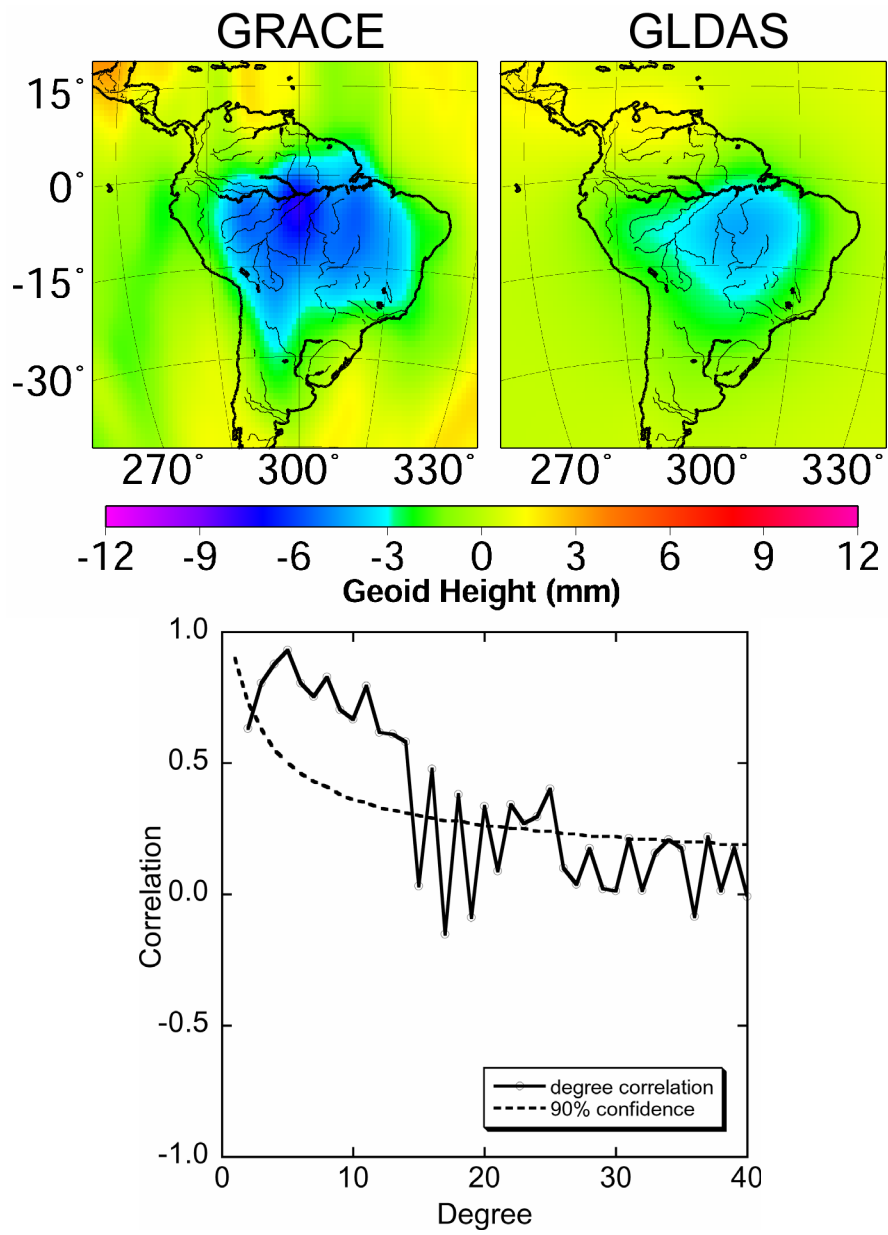 GRACE GLDAS
15°
0°
-15°
-30°
270° 300° 330° 270° 300° 330°
-12 -9 -6 -3 0 3 6 9 12
Geoid Height (mm)
1.0
0.5
0.0
-0.5
-1.0
Correlation
degree correlation
90% confidence
0 10 20 30 40
Degree